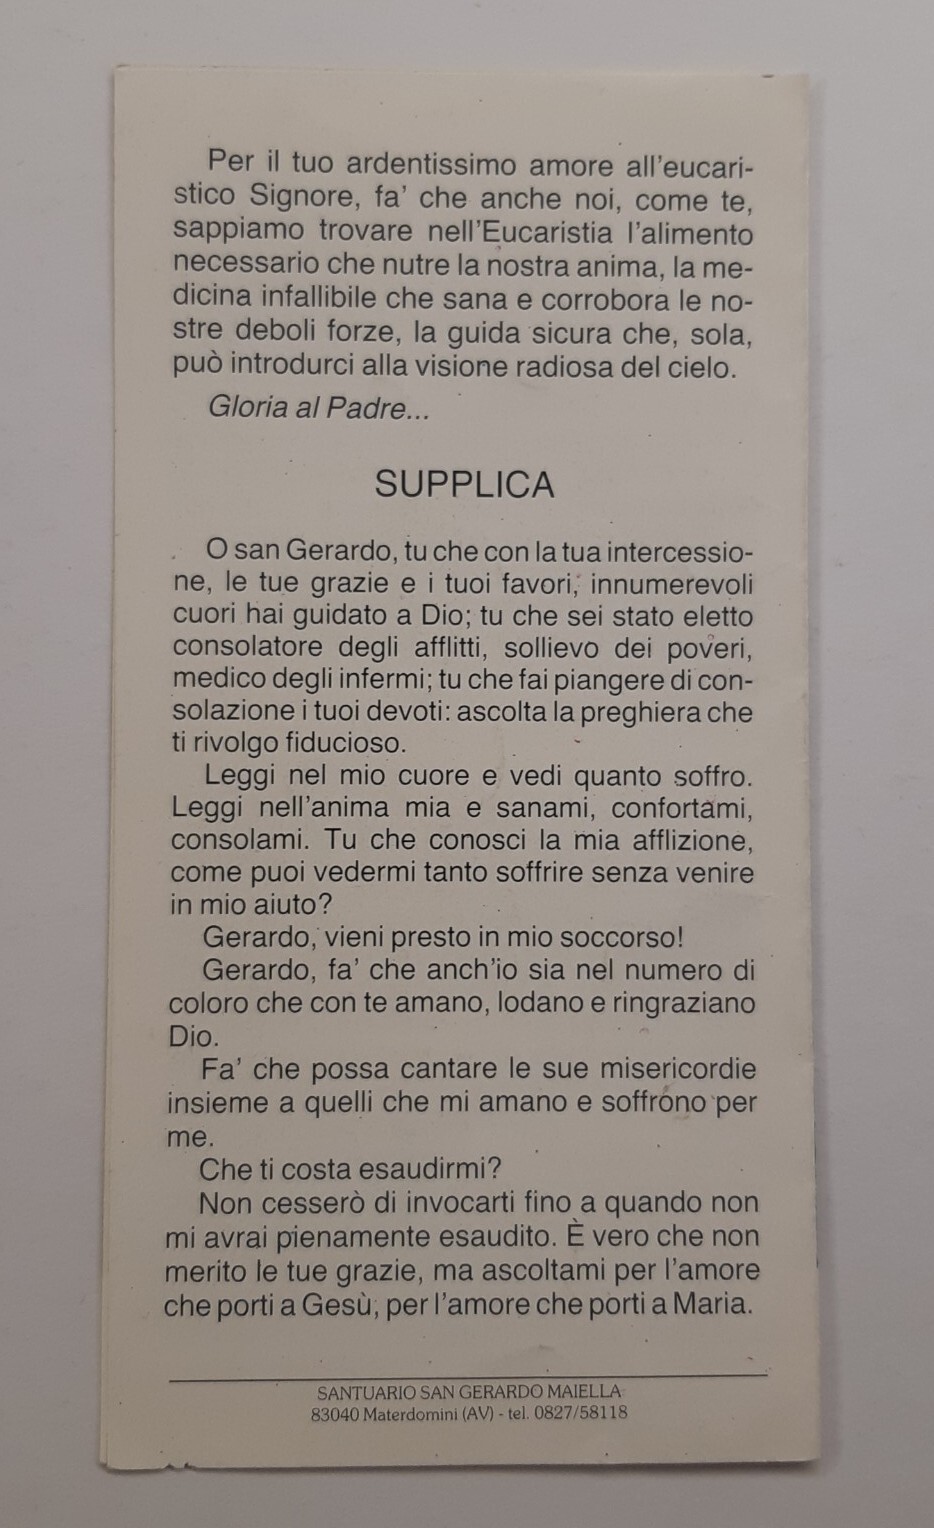 Per il tuo ardentissimo amore all'eucari-
stico Signore, fa' che anche noi, come te,
sappiamo trovare nell'Eucaristia l'alimento
necessario che nutre la nostra anima, la me-
dicina infallibile che sana e corrobora le no-
stre deboli forze, la guida sicura che, sola,
può introdurci alla visione radiosa del cielo.
Gloria al Padre...
SUPPLICA
O san Gerardo, tu che con la tua intercessio-
ne, le tue grazie e i tuoi favori, innumerevoli
cuori hai guidato a Dio; tu che sei stato eletto
consolatore degli afflitti, sollievo dei poveri,
medico degli infermi; tu che fai piangere di con-
solazione i tuoi devoti: ascolta la preghiera che
ti rivolgo fiducioso.
Leggi nel mio cuore e vedi quanto soffro.
Leggi nell'anima mia e sanami, confortami,
consolami. Tu che conosci la mia afflizione,
come puoi vedermi tanto soffrire senza venire
in mio aiuto?
Gerardo, vieni presto in mio soccorso!
Gerardo, fa' che anch'io sia nel numero di
coloro che con te amano, lodano e ringraziano
Dio.
Fa' che possa cantare le sue misericordie
insieme a quelli che mi amano e soffrono per
me.
Che ti costa esaudirmi?
Non cesserò di invocarti fino a quando non
mi avrai pienamente esaudito. È vero che non
merito le tue grazie, ma ascoltami per l'amore
che porti a Gesù, per l'amore che porti a Maria.
SANTUARIO SAN GERARDO MAIELLA
83040 Materdomini (AV) - tel. 0827/58118